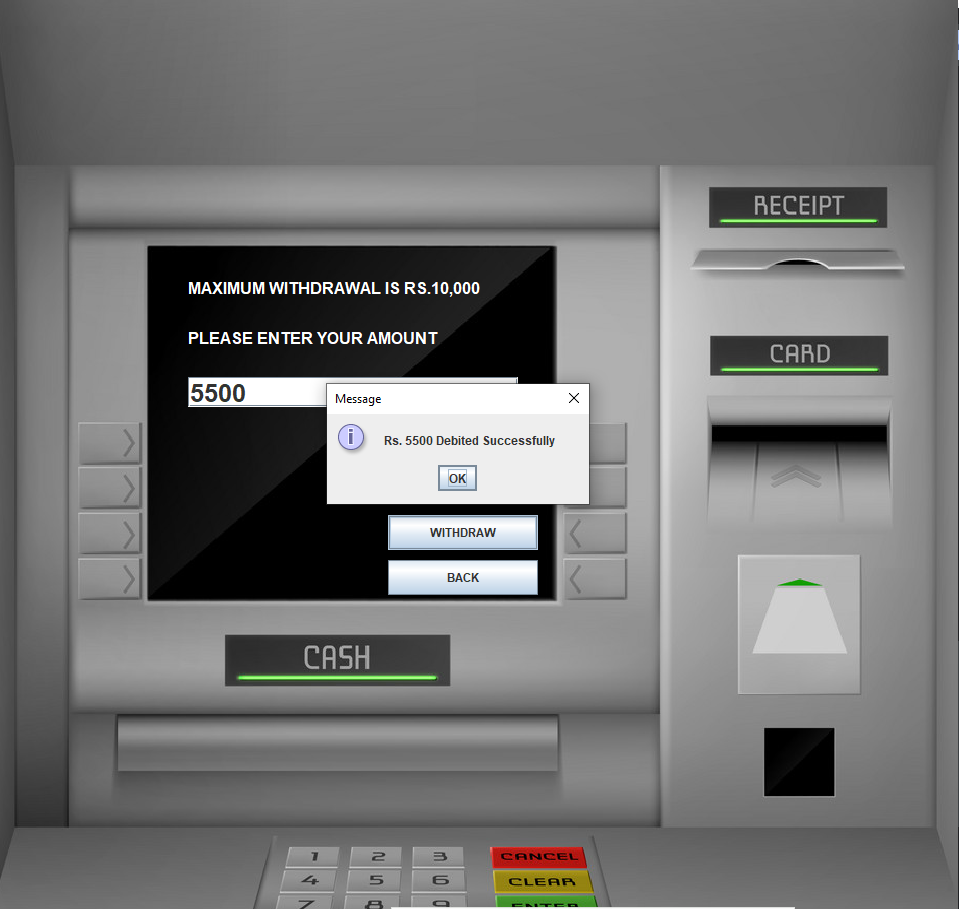 RECEIPT
MAXIMUM WITHDRAWAL IS RS.10,000
PLEASE ENTER YOUR AMOUNT
CARD
5500
Message
i
Rs. 5500 Debited Successfully
OK
WITHDRAW
BACK
CASH
1 2 3 CANCEL
4 5 6 CLEAR
7 8 9 ENTER